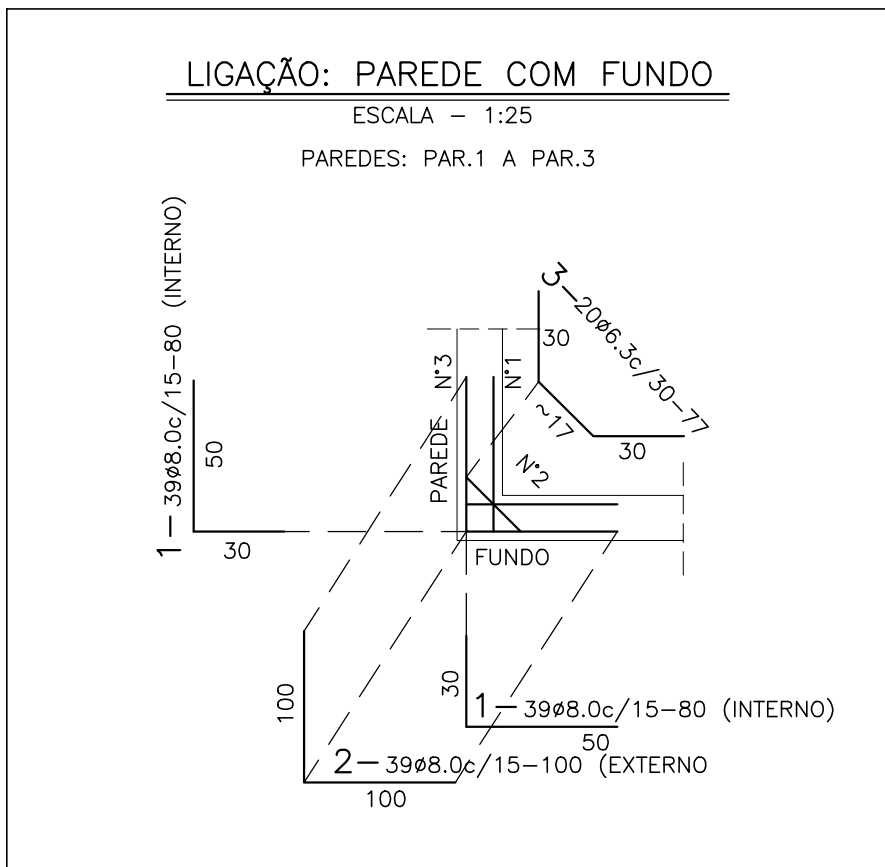 LIGAÇÃO: PAREDE COM FUNDO
ESCALA - 1:25
PAREDES: PAR.1 A PAR.3
1-39ø8.0c/15-80 (INTERNO)
50
30
3-20ø6.3c/30-77
30
~17
30
N°3
N°1
N°2
PAREDE
FUNDO
30
1-39ø8.0c/15-80 (INTERNO)
50
100
2-39ø8.0c/15-100 (EXTERNO
100